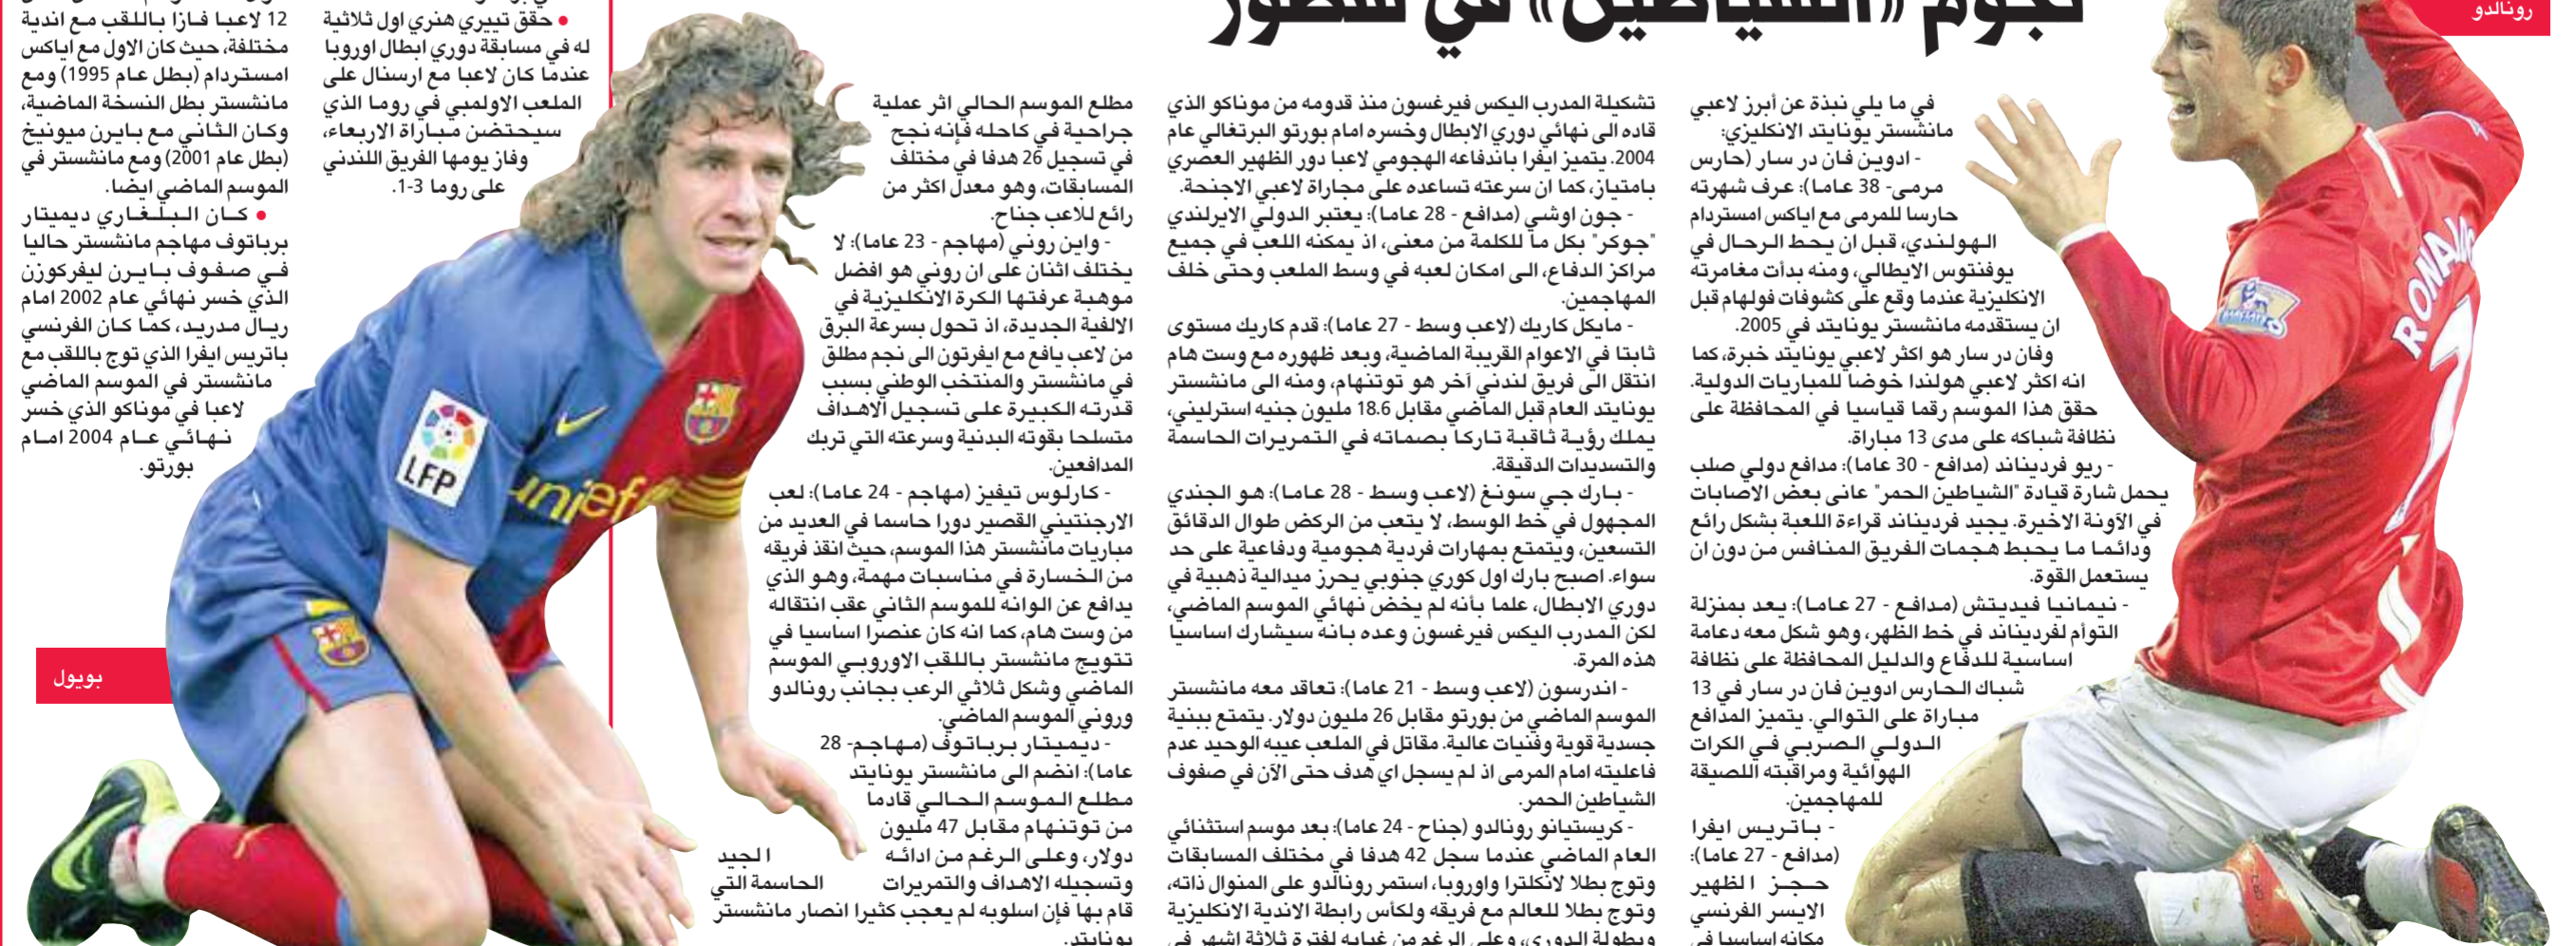 نجوم «الشياطين» في سطور
رونالدو
في ما يلي نبذة عن أبرز لاعبي
مانشستر يونايتد الانكليزي:
- ادوين فان در سار (حارس
مرمى- 38 عاما): عرف شهرته
حارسا للمرمى مع اياكس امستردام
الهولندي، قبل ان يحط الرحال في
يوفنتوس الايطالي، ومنه بدأت مغامرته
الانكليزية عندما وقع على كشوفات فولهام قبل
ان يستقدمه مانشستر يونايتد في 2005.
وفان در سار هو اكثر لاعبي يونايتد خبرة، كما
انه اكثر لاعبي هولندا خوضا للمباريات الدولية.
حقق هذا الموسم رقما قياسيا في المحافظة على
نظافة شباكه على مدى 13 مباراة.
- ريو فرديناند (مدافع - 30 عاما): مدافع دولي صلب
يحمل شارة قيادة "الشياطين الحمر" عانى بعض الاصابات
في الآونة الاخيرة. يجيد فرديناند قراءة اللعبة بشكل رائع
ودائما ما يحبط هجمات الفريق المنافس من دون ان
يستعمل القوة.
- نيمانيا فيديتش (مدافع - 27 عاما): يعد بمنزلة
التوأم لفرديناند في خط الظهر، وهو شكل معه دعامة
اساسية للدفاع والدليل المحافظة على نظافة
شباك الحارس ادوين فان در سار في 13
مباراة على التوالي. يتميز المدافع
الدولي الصربي في الكرات
الهوائية ومراقبته اللصيقة
للمهاجمين.
- باتريس ايفرا
(مدافع - 27 عاما):
حجز الظهير
الايسر الفرنسي
مكانه اساسيا في
تشكيلة المدرب اليكس فيرغسون منذ قدومه من موناكو الذي
قاده الى نهائي دوري الابطال وخسره امام بورتو البرتغالي عام
2004. يتميز ايفرا باندفاعه الهجومي لاعبا دور الظهير العصري
بامتياز، كما ان سرعته تساعده على مجاراة لاعبي الاجنحة.
- جون اوشي (مدافع - 28 عاما): يعتبر الدولي الايرلندي
"جوكر" بكل ما للكلمة من معنى، اذ يمكنه اللعب في جميع
مراكز الدفاع، الى امكان لعبه في وسط الملعب وحتى خلف
المهاجمين.
- مايكل كاريك (لاعب وسط - 27 عاما): قدم كاريك مستوى
ثابتا في الاعوام القريبة الماضية، وبعد ظهوره مع وست هام
انتقل الى فريق لندني آخر هو توتنهام، ومنه الى مانشستر
يونايتد العام قبل الماضي مقابل 18.6 مليون جنيه استرليني،
يملك رؤية ثاقبة تاركا بصماته في التمريرات الحاسمة
والتسديدات الدقيقة.
- بارك جي سونغ (لاعب وسط - 28 عاما): هو الجندي
المجهول في خط الوسط، لا يتعب من الركض طوال الدقائق
التسعين، ويتمتع بمهارات فردية هجومية ودفاعية على حد
سواء. اصبح بارك اول كوري جنوبي يحرز ميدالية ذهبية في
دوري الابطال، علما بأنه لم يخض نهائي الموسم الماضي،
لكن المدرب اليكس فيرغسون وعده بانه سيشارك اساسيا
هذه المرة.
- اندرسون (لاعب وسط - 21 عاما): تعاقد معه مانشستر
الموسم الماضي من بورتو مقابل 26 مليون دولار. يتمتع ببنية
جسدية قوية وفنيات عالية. مقاتل في الملعب عيبه الوحيد عدم
فاعليته امام المرمى اذ لم يسجل اي هدف حتى الآن في صفوف
الشياطين الحمر.
- كريستيانو رونالدو (جناح - 24 عاما): بعد موسم استثنائي
العام الماضي عندما سجل 42 هدفا في مختلف المسابقات
وتوج بطلا لانكلترا واوروبا، استمر رونالدو على المنوال ذاته،
وتوج بطلا للعالم مع فريقه ولكأس رابطة الاندية الانكليزية
وبطولة الدوري، وعلى الرغم من غيابه لفترة ثلاثة اشهر في
مطلع الموسم الحالي اثر عملية
جراحية في كاحله فإنه نجح
في تسجيل 26 هدفا في مختلف
المسابقات، وهو معدل اكثر من
رائع للاعب جناح.
- واين روني (مهاجم - 23 عاما): لا
يختلف اثنان على ان روني هو افضل
موهبة عرفتها الكرة الانكليزية في
الالفية الجديدة، اذ تحول بسرعة البرق
من لاعب يافع مع ايفرتون الى نجم مطلق
في مانشستر والمنتخب الوطني بسبب
قدرته الكبيرة على تسجيل الاهداف
متسلحا بقوته البدنية وسرعته التي تربك
المدافعين.
- كارلوس تيفيز (مهاجم - 24 عاما): لعب
الارجنتيني القصير دورا حاسما في العديد من
مباريات مانشستر هذا الموسم، حيث انقذ فريقه
من الخسارة في مناسبات مهمة، وهو الذي
يدافع عن الوانه للموسم الثاني عقب انتقاله
من وست هام، كما انه كان عنصرا اساسيا في
تتويج مانشستر باللقب الاوروبي الموسم
الماضي وشكل ثلاثي الرعب بجانب رونالدو
وروني الموسم الماضي.
- ديميتار برباتوف (مهاجم- 28
عاما): انضم الى مانشستر يونايتد
مطلع الموسم الحالي قادما
من توتنهام مقابل 47 مليون
دولار، وعلى الرغم من ادائه الجيد
وتسجيله الاهداف والتمريرات الحاسمة التي
قام بها فإن اسلوبه لم يعجب كثيرا انصار مانشستر
يونايتد.
● حقق تييري هنري اول ثلاثية
له في مسابقة دوري ابطال اوروبا
عندما كان لاعبا مع ارسنال على
الملعب الاولمبي في روما الذي
سيحتضن مباراة الاربعاء،
وفاز يومها الفريق اللندني
على روما 3-1.
12 لاعبا فازا باللقب مع اندية
مختلفة، حيث كان الاول مع اياكس
امستردام (بطل عام 1995) ومع
مانشستر بطل النسخة الماضية،
وكان الثاني مع بايرن ميونيخ
(بطل عام 2001) ومع مانشستر في
الموسم الماضي ايضا.
● كان البلغاري ديميتار
برباتوف مهاجم مانشستر حاليا
في صفوف بايرن ليفركوزن
الذي خسر نهائي عام 2002 امام
ريال مدريد، كما كان الفرنسي
باتريس ايفرا الذي توج باللقب مع
مانشستر في الموسم الماضي
لاعبا في موناكو الذي خسر
نهائي عام 2004 امام
بورتو.
بويول
RONALDO
7
LFP
unicef